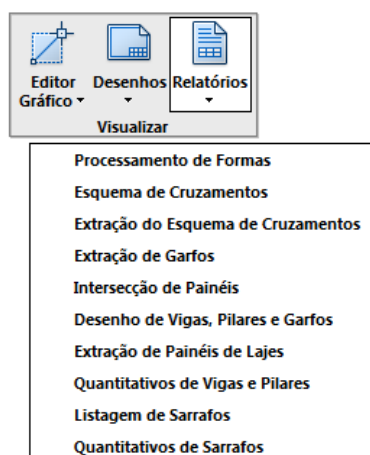 Editor Desenhos Relatórios
Gráfico
Visualizar
Processamento de Formas
Esquema de Cruzamentos
Extração do Esquema de Cruzamentos
Extração de Garfos
Intersecção de Painéis
Desenho de Vigas, Pilares e Garfos
Extração de Painéis de Lajes
Quantitativos de Vigas e Pilares
Listagem de Sarrafos
Quantitativos de Sarrafos